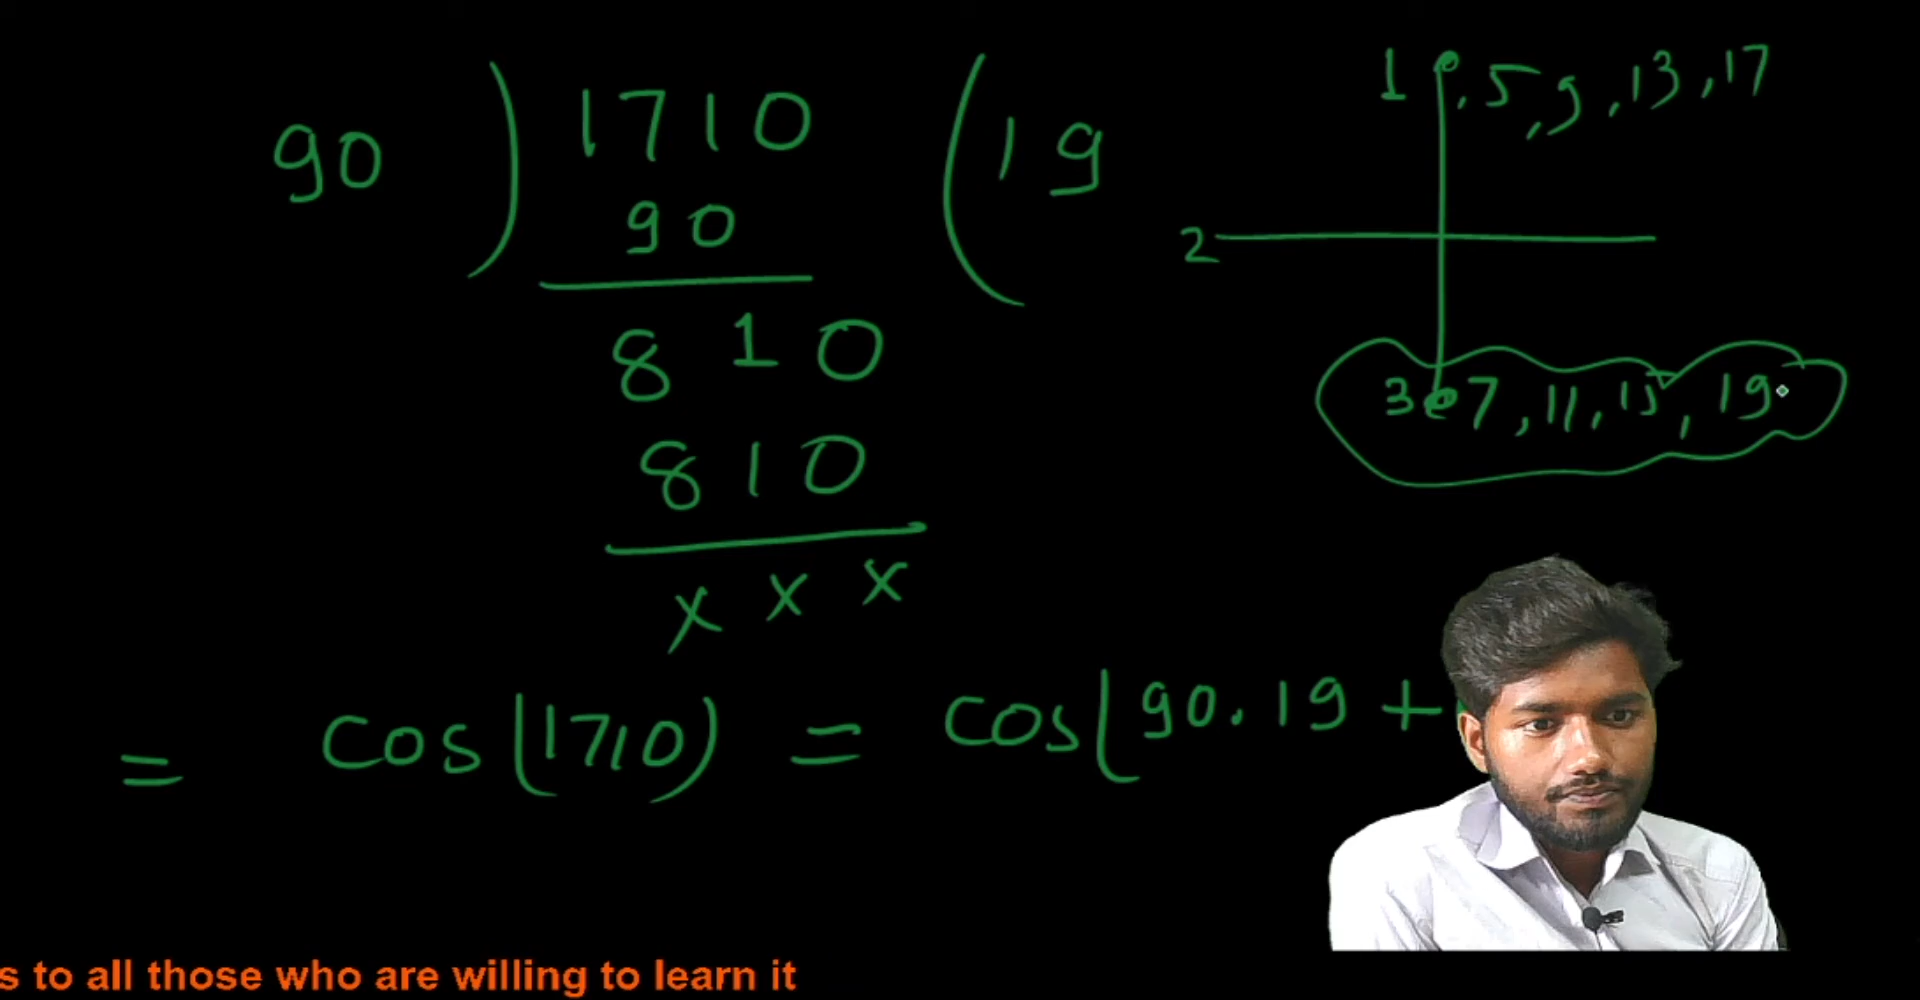 90 ) 1710 ( 19
90
810
810
x x x
1 , 5 , 9 , 13 , 17
2
3 7 , 11 , 15 , 19
= cos(1710) = cos(90.19 +
s to all those who are willing to learn it